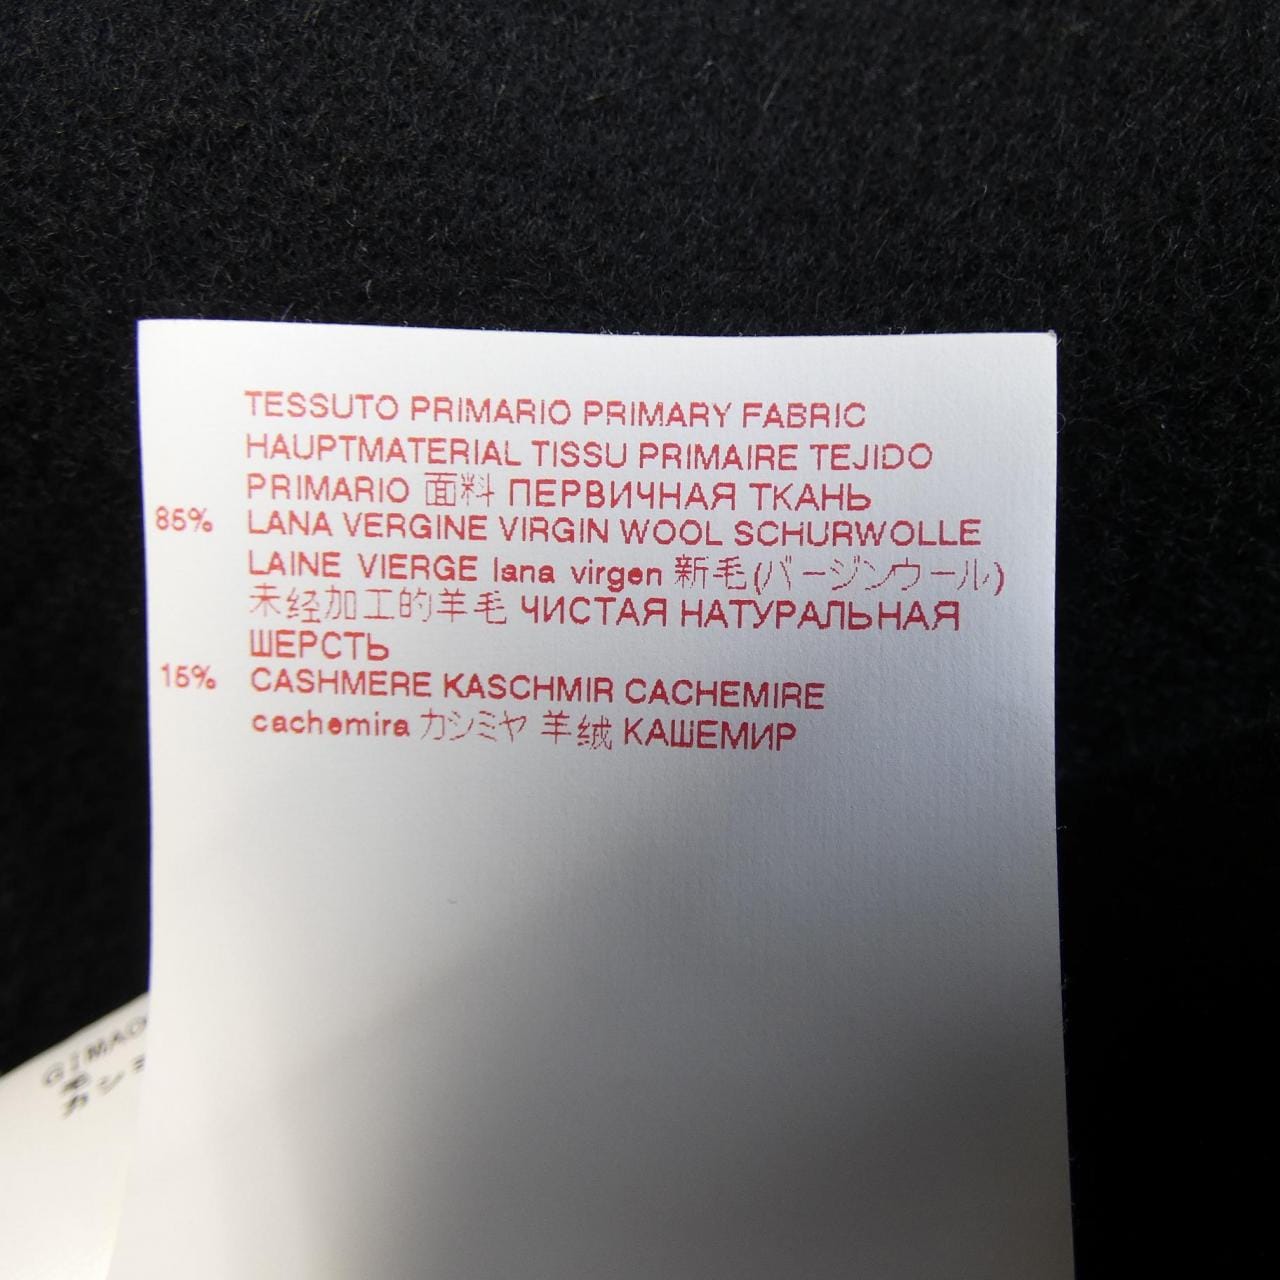 TESSUTO PRIMARIO PRIMARY FABRIC
HAUPTMATERIAL TISSU PRIMAIRE TEJIDO
PRIMARIO 面料 ПЕРВИЧНАЯ ТКАНЬ
85% LANA VERGINE VIRGIN WOOL SCHURWOLLE
LAINE VIERGE lana virgen 新毛(バージンウール)
未经加工的羊毛 ЧИСТАЯ НАТУРАЛЬНАЯ
ШЕРСТЬ
15% CASHMERE KASCHMIR CACHEMIRE
cachemira カシミヤ 羊绒 КАШЕМИР